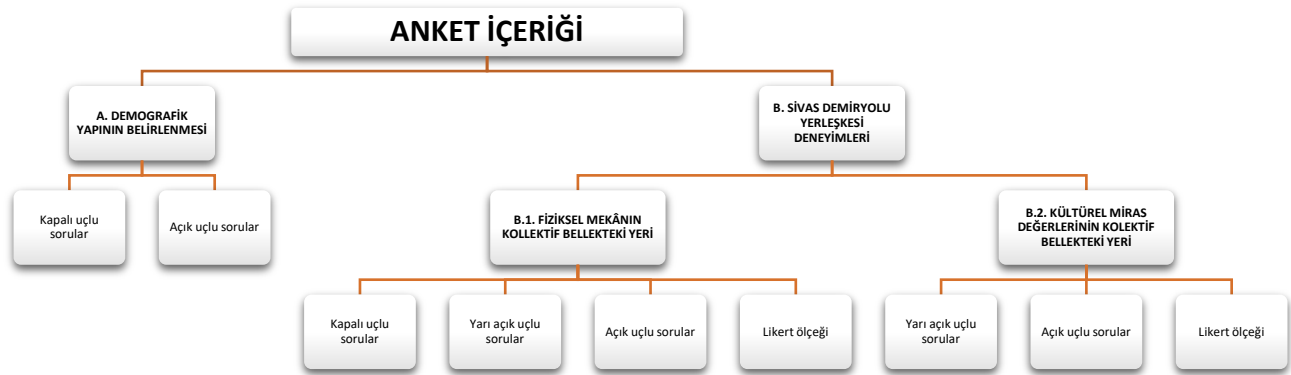 ANKET İÇERİĞİ
A. DEMOGRAFİK
YAPININ BELİRLENMESİ
B. SİVAS DEMİRYOLU
YERLEŞKESİ
DENEYİMLERİ
Kapalı uçlu
sorular
Açık uçlu sorular
B.1. FİZİKSEL MEKÂNIN
KOLLEKTİF BELLEKTEKİ YERİ
B.2. KÜLTÜREL MİRAS
DEĞERLERİNİN KOLEKTİF
BELLEKTEKİ YERİ
Kapalı uçlu
sorular
Yarı açık uçlu
sorular
Açık uçlu sorular
Likert ölçeği
Yarı açık uçlu
sorular
Açık uçlu sorular
Likert ölçeği